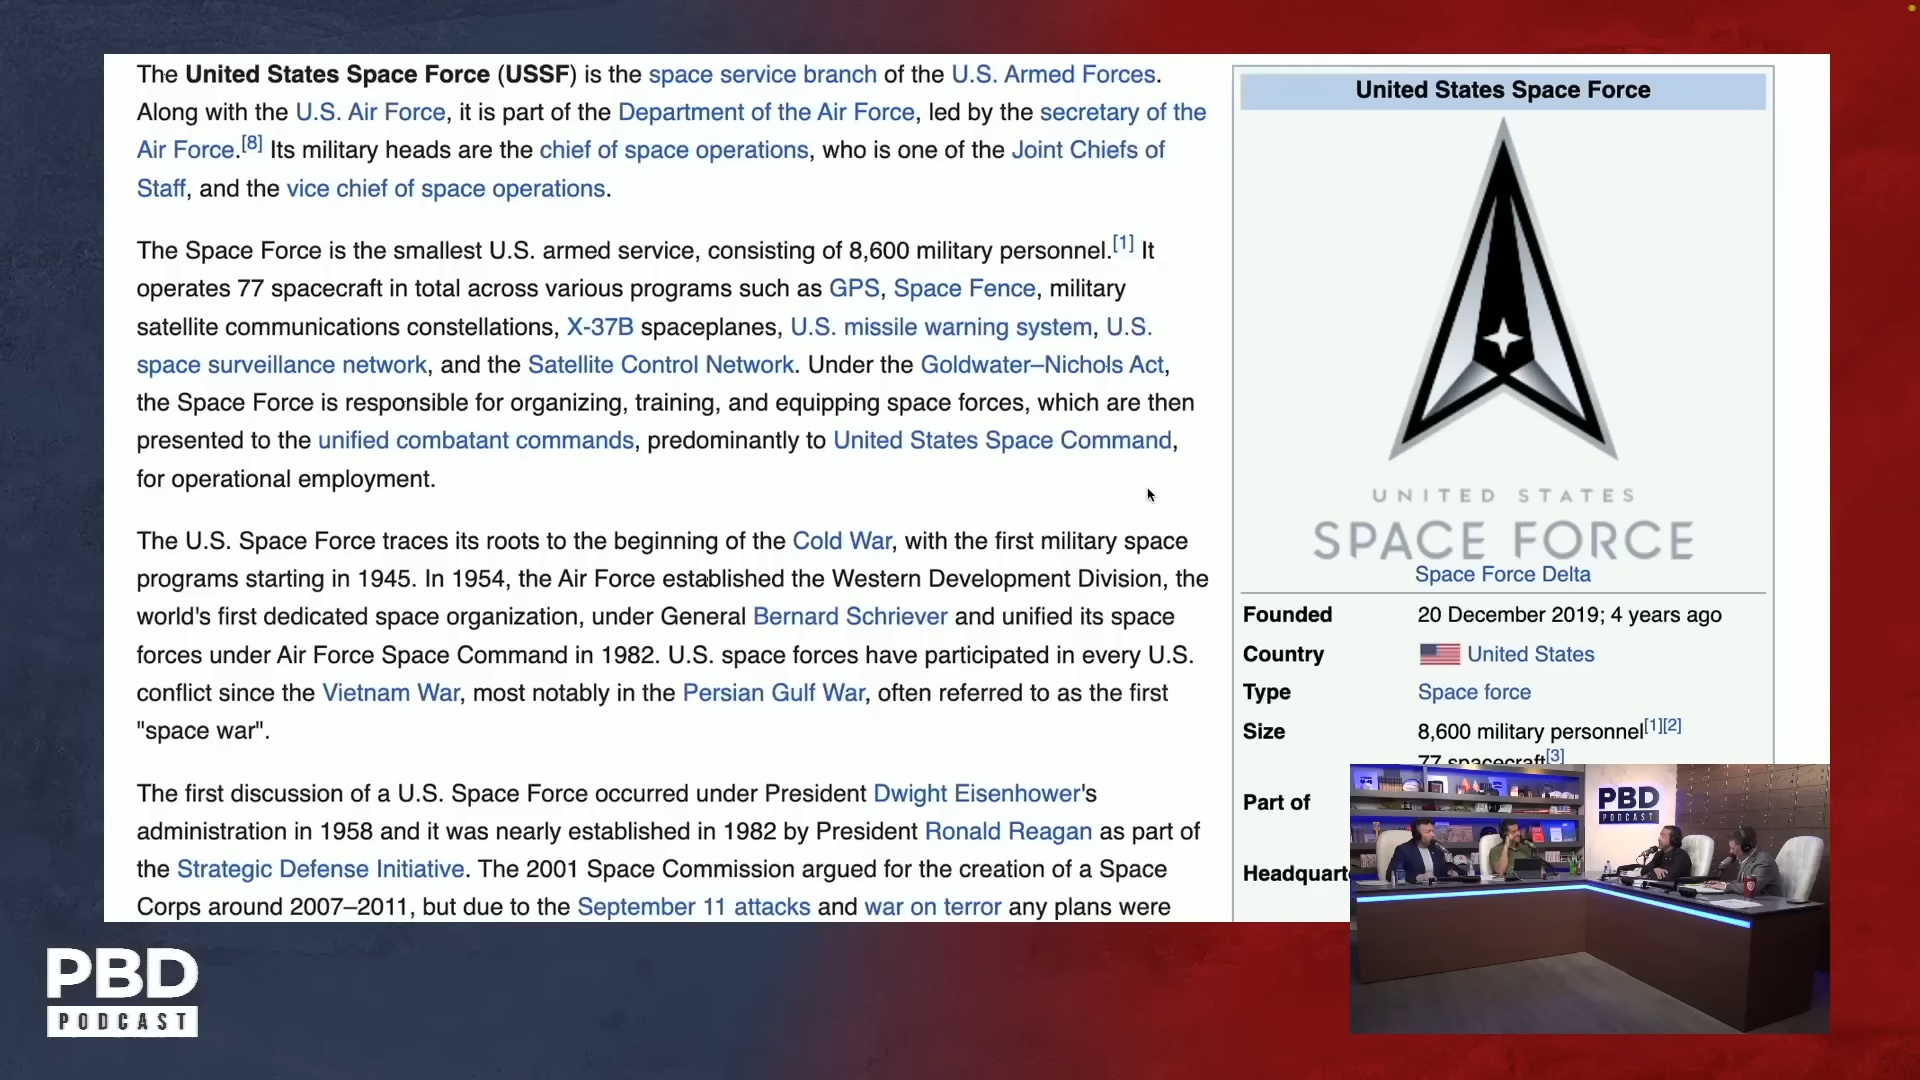 The United States Space Force (USSF) is the space service branch of the U.S. Armed Forces.
Along with the U.S. Air Force, it is part of the Department of the Air Force, led by the secretary of the
Air Force.[8] Its military heads are the chief of space operations, who is one of the Joint Chiefs of
Staff, and the vice chief of space operations.
The Space Force is the smallest U.S. armed service, consisting of 8,600 military personnel.[1] It
operates 77 spacecraft in total across various programs such as GPS, Space Fence, military
satellite communications constellations, X-37B spaceplanes, U.S. missile warning system, U.S.
space surveillance network, and the Satellite Control Network. Under the Goldwater–Nichols Act,
the Space Force is responsible for organizing, training, and equipping space forces, which are then
presented to the unified combatant commands, predominantly to United States Space Command,
for operational employment.
The U.S. Space Force traces its roots to the beginning of the Cold War, with the first military space
programs starting in 1945. In 1954, the Air Force established the Western Development Division, the
world's first dedicated space organization, under General Bernard Schriever and unified its space
forces under Air Force Space Command in 1982. U.S. space forces have participated in every U.S.
conflict since the Vietnam War, most notably in the Persian Gulf War, often referred to as the first
"space war".
The first discussion of a U.S. Space Force occurred under President Dwight Eisenhower's
administration in 1958 and it was nearly established in 1982 by President Ronald Reagan as part of
the Strategic Defense Initiative. The 2001 Space Commission argued for the creation of a Space
Corps around 2007–2011, but due to the September 11 attacks and war on terror any plans were
United States Space Force
UNITED STATES
SPACE FORCE
Space Force Delta
Founded 20 December 2019; 4 years ago
Country United States
Type Space force
Size 8,600 military personnel[1][2]
77 spacecraft[3]
Part of
Headquart
PBD
PODCAST
PBD
PODCAST